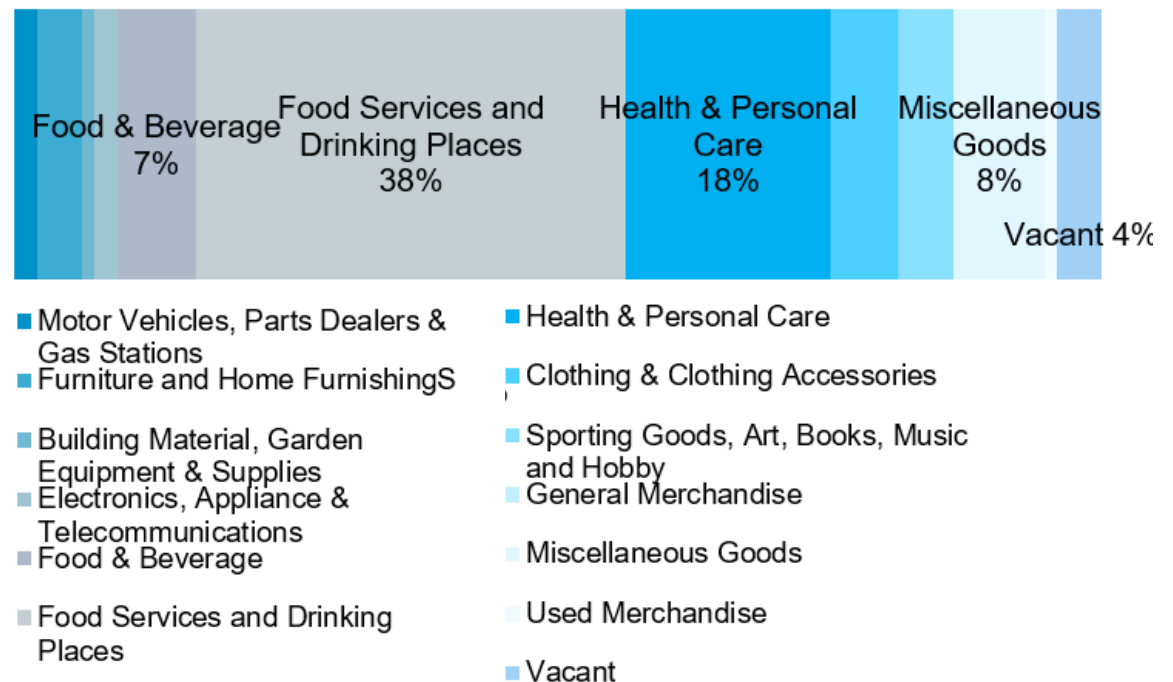 Food & Beverage
7%
Food Services and
Drinking Places
38%
Health & Personal
Care
18%
Miscellaneous
Goods
8%
Vacant 4%
Motor Vehicles, Parts Dealers &
Gas Stations
Furniture and Home FurnishingS
Building Material, Garden
Equipment & Supplies
Electronics, Appliance &
Telecommunications
Food & Beverage
Food Services and Drinking
Places
Health & Personal Care
Clothing & Clothing Accessories
Sporting Goods, Art, Books, Music
and Hobby
General Merchandise
Miscellaneous Goods
Used Merchandise
Vacant